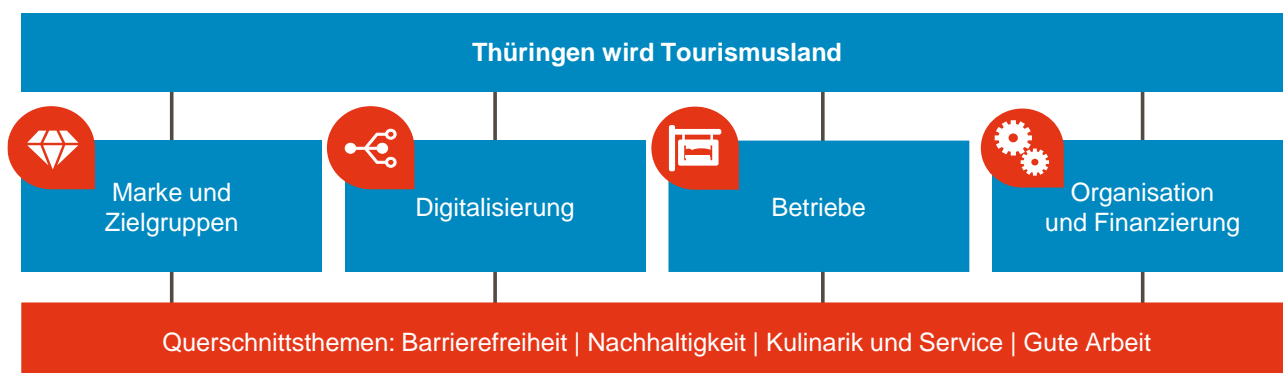 Thüringen wird Tourismusland
Marke und
Zielgruppen
Digitalisierung
Betriebe
Organisation
und Finanzierung
Querschnittsthemen: Barrierefreiheit | Nachhaltigkeit | Kulinarik und Service | Gute Arbeit